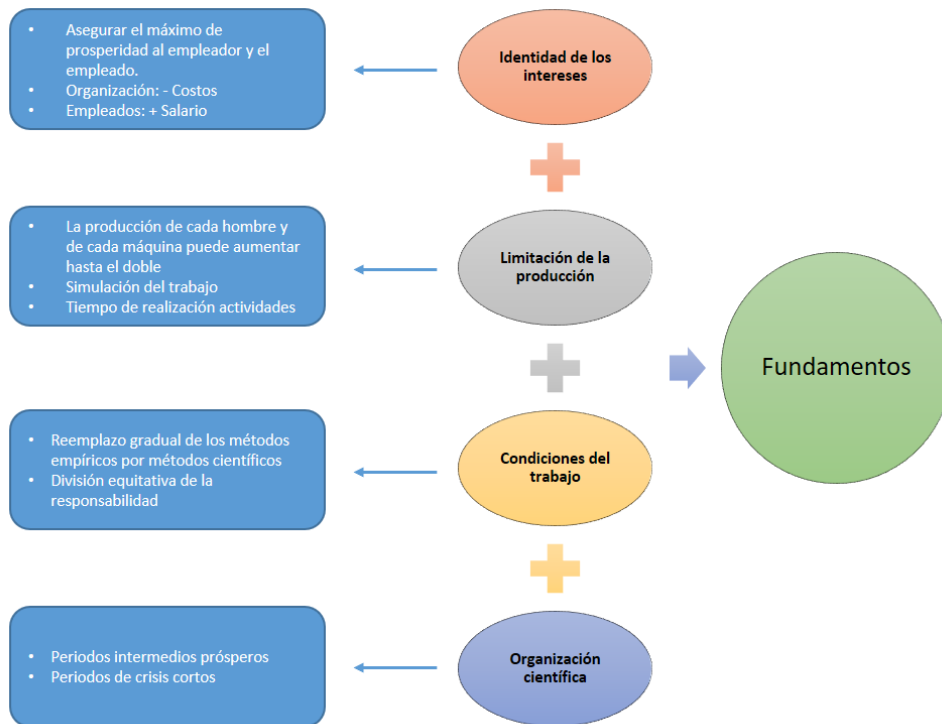 • Asegurar el máximo de
prosperidad al empleador y el
empleado.
• Organización: - Costos
• Empleados: + Salario
Identidad de los
intereses
• La producción de cada hombre y
de cada máquina puede aumentar
hasta el doble
• Simulación del trabajo
• Tiempo de realización actividades
Limitación de la
producción
Fundamentos
• Reemplazo gradual de los métodos
empíricos por métodos científicos
• División equitativa de la
responsabilidad
Condiciones del
trabajo
• Periodos intermedios prósperos
• Periodos de crisis cortos
Organización
científica